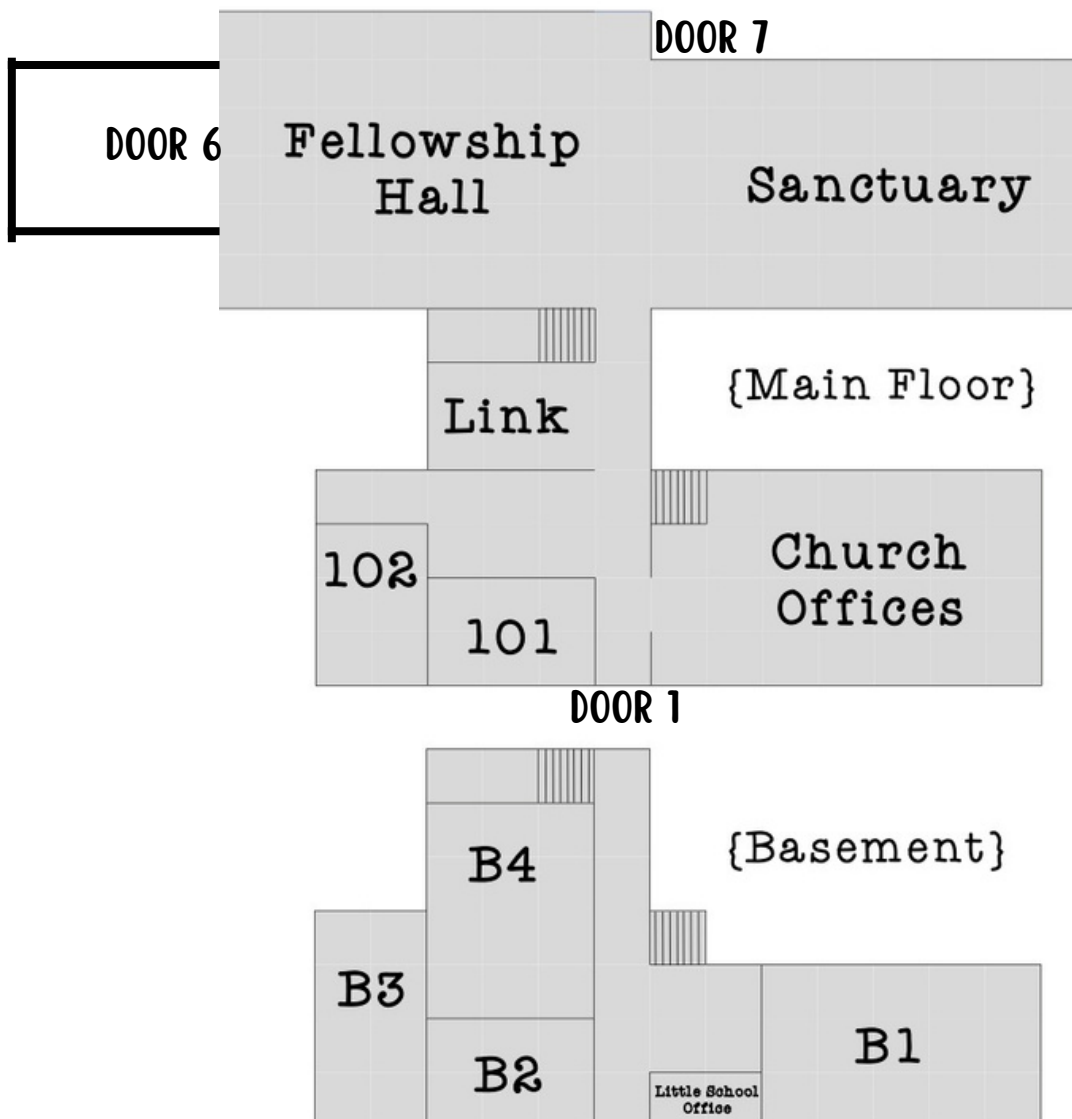 DOOR 7
DOOR 6
Fellowship
Hall
Sanctuary
{Main Floor}
Link
Church
Offices
102
101
DOOR 1
{Basement}
B4
B3
B1
B2
Little School
Office